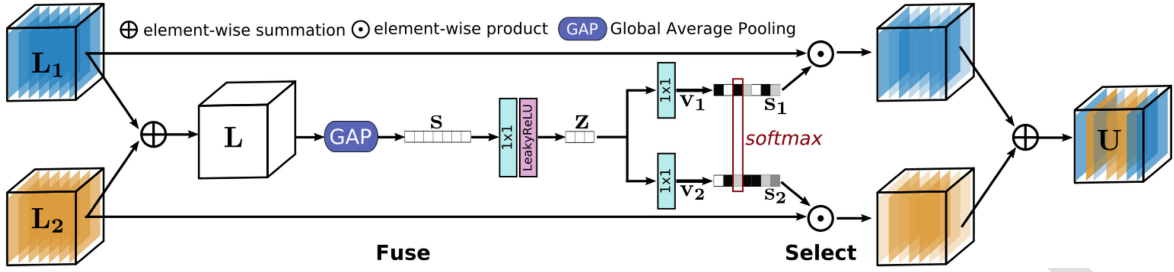 ⊕ element-wise summation ⊙ element-wise product GAP Global Average Pooling
L₁
L
GAP
s
1x1
LeakyReLU
z
1x1
v₁
s₁
softmax
L₂
1x1
v₂
s₂
U
Fuse
Select